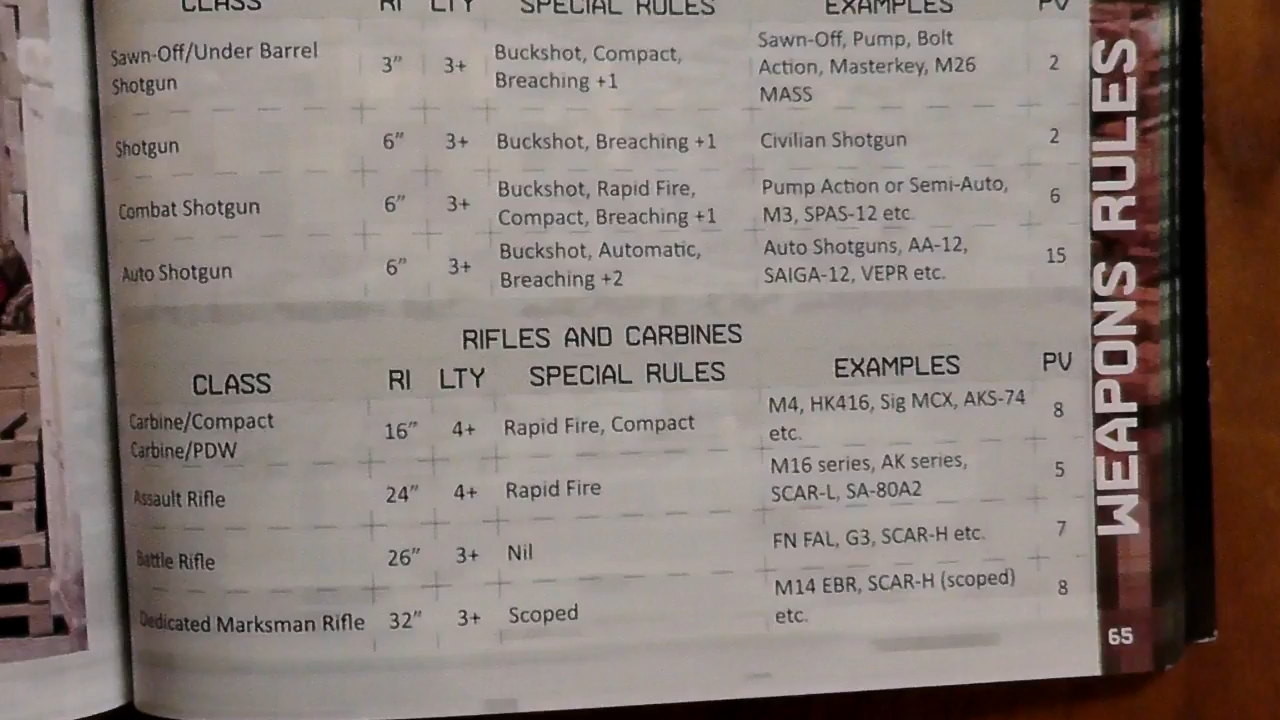 CLASS RI LTY SPECIAL RULES EXAMPLES PV
Sawn-Off/Under Barrel
Shotgun
3” 3+
Buckshot, Compact,
Breaching +1
Sawn-Off, Pump, Bolt
Action, Masterkey, M26
MASS
2
Shotgun 6” 3+ Buckshot, Breaching +1 Civilian Shotgun 2
Combat Shotgun 6” 3+
Buckshot, Rapid Fire,
Compact, Breaching +1
Pump Action or Semi-Auto,
M3, SPAS-12 etc.
6
Auto Shotgun 6” 3+
Buckshot, Automatic,
Breaching +2
Auto Shotguns, AA-12,
SAIGA-12, VEPR etc.
15
RIFLES AND CARBINES
CLASS RI LTY SPECIAL RULES EXAMPLES PV
Carbine/Compact
Carbine/PDW
16” 4+ Rapid Fire, Compact
M4, HK416, Sig MCX, AKS-74
etc.
8
Assault Rifle 24” 4+ Rapid Fire
M16 series, AK series,
SCAR-L, SA-80A2
5
Battle Rifle 26” 3+ Nil FN FAL, G3, SCAR-H etc. 7
Dedicated Marksman Rifle 32” 3+ Scoped
M14 EBR, SCAR-H (scoped)
etc.
8
WEAPONS RULES
65